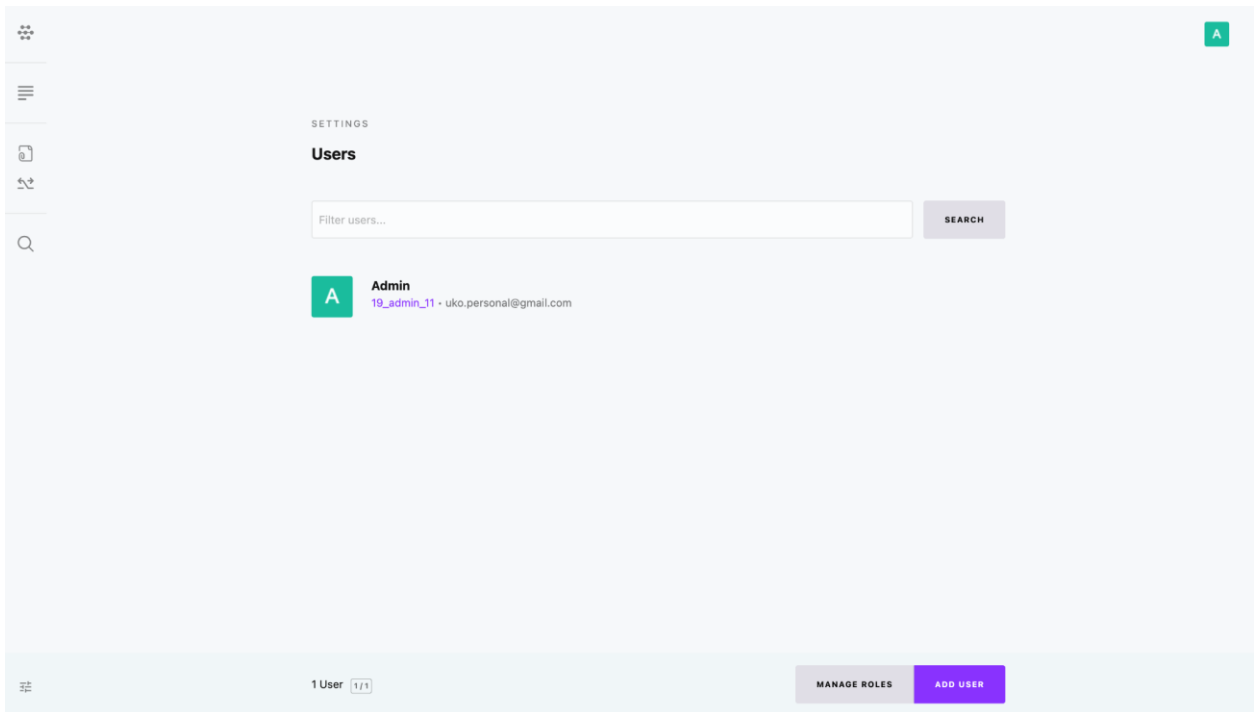 A
SETTINGS
Users
Filter users...
SEARCH
A
Admin
19_admin_11 • uko.personal@gmail.com
1 User 1/1
MANAGE ROLES
ADD USER